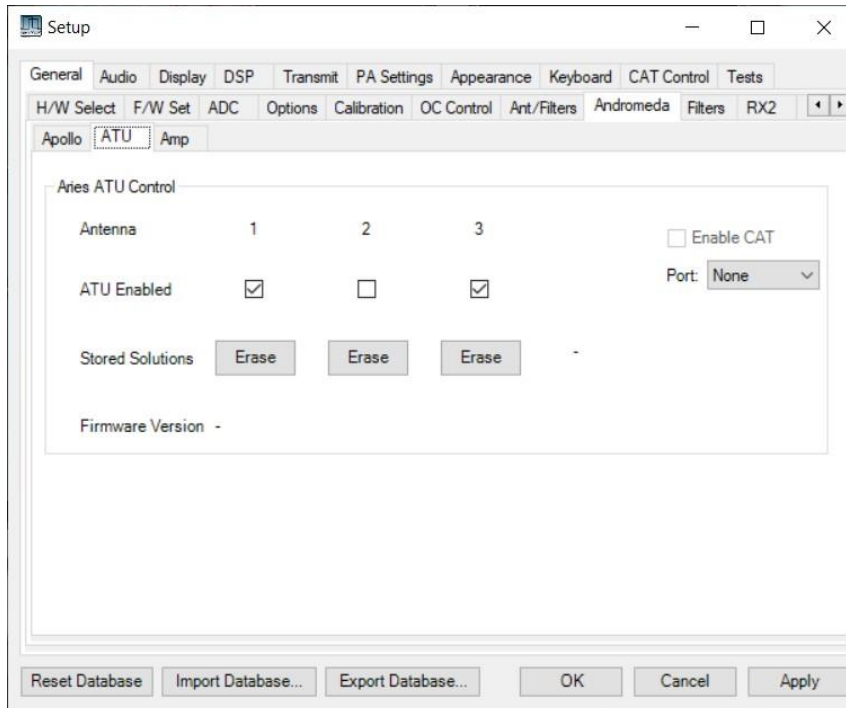 Setup
General Audio Display DSP Transmit PA Settings Appearance Keyboard CAT Control Tests
H/W Select F/W Set ADC Options Calibration OC Control Ant/Filters Andromeda Filters RX2
Apollo ATU Amp
Aries ATU Control
Antenna 1 2 3
Enable CAT
Port: None
ATU Enabled
Stored Solutions Erase Erase Erase -
Firmware Version -
Reset Database Import Database... Export Database... OK Cancel Apply